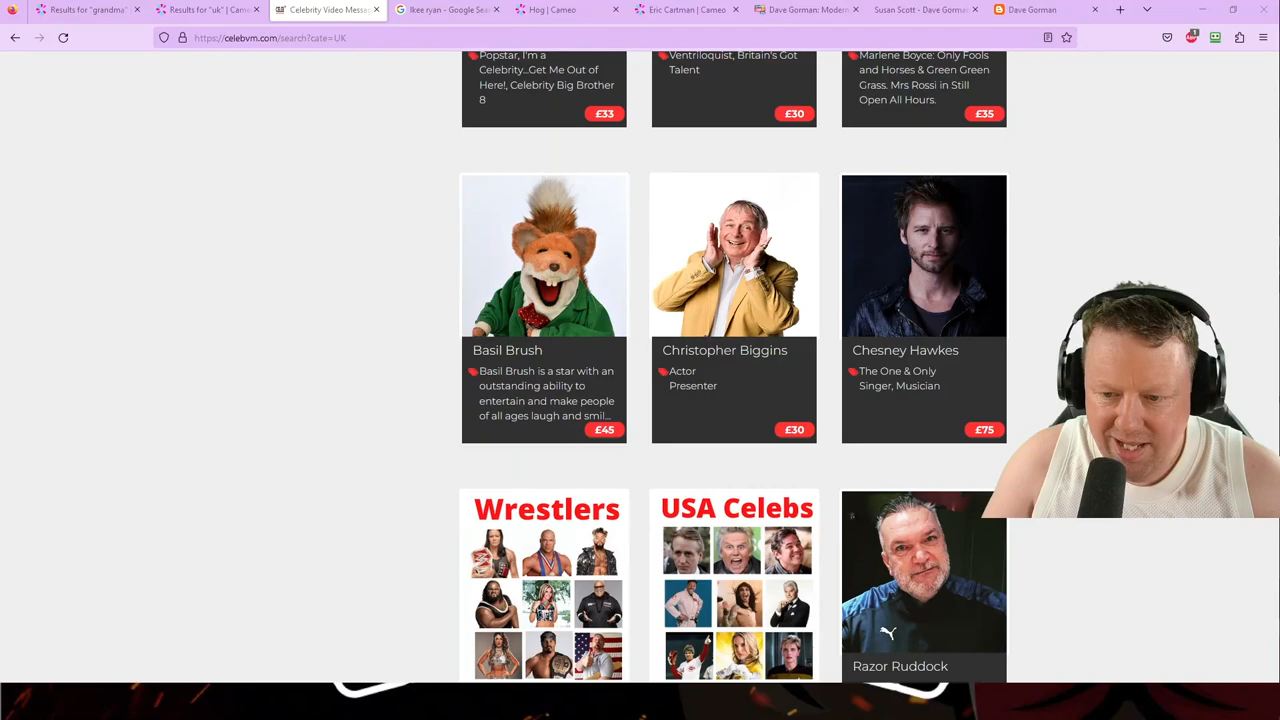 Results for "grandma"
Results for "uk" | Came
Celebrity Video Messag
Ikee ryan - Google Sea
Hog | Cameo
Eric Cartman | Cameo
Dave Gorman: Modern
Susan Scott - Dave Gorman
Dave Gorman
https://celebvm.com/search?cate=UK
Popstar, I'm a
Celebrity...Get Me Out of
Here!, Celebrity Big Brother
8
£33
Ventriloquist, Britain's Got
Talent
£30
Marlene Boyce: Only Fools
and Horses & Green Green
Grass. Mrs Rossi in Still
Open All Hours.
£35
Basil Brush
Basil Brush is a star with an
outstanding ability to
entertain and make people
of all ages laugh and smil...
£45
Christopher Biggins
Actor
Presenter
£30
Chesney Hawkes
The One & Only
Singer, Musician
£75
Wrestlers
USA Celebs
Razor Ruddock